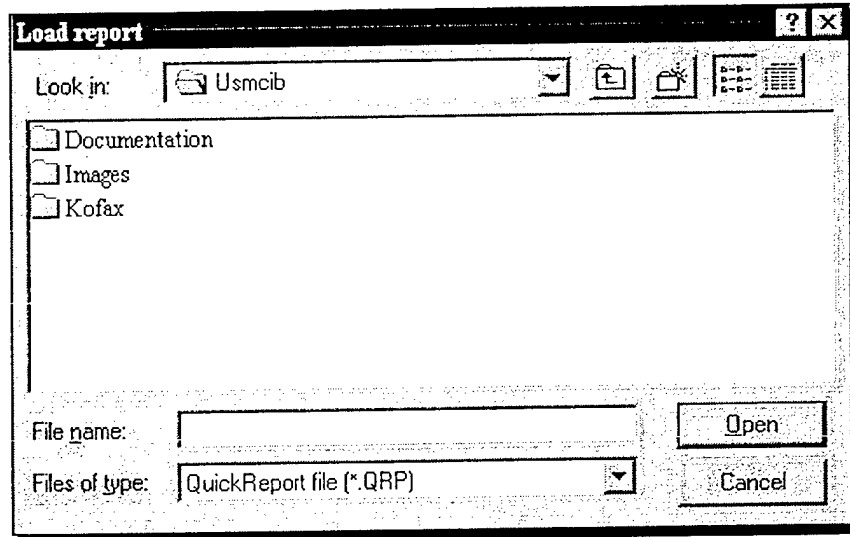 Load report
Look in: Usmcib
Documentation
Images
Kofax
File name:
Open
Files of type: QuickReport file (*.QRP)
Cancel